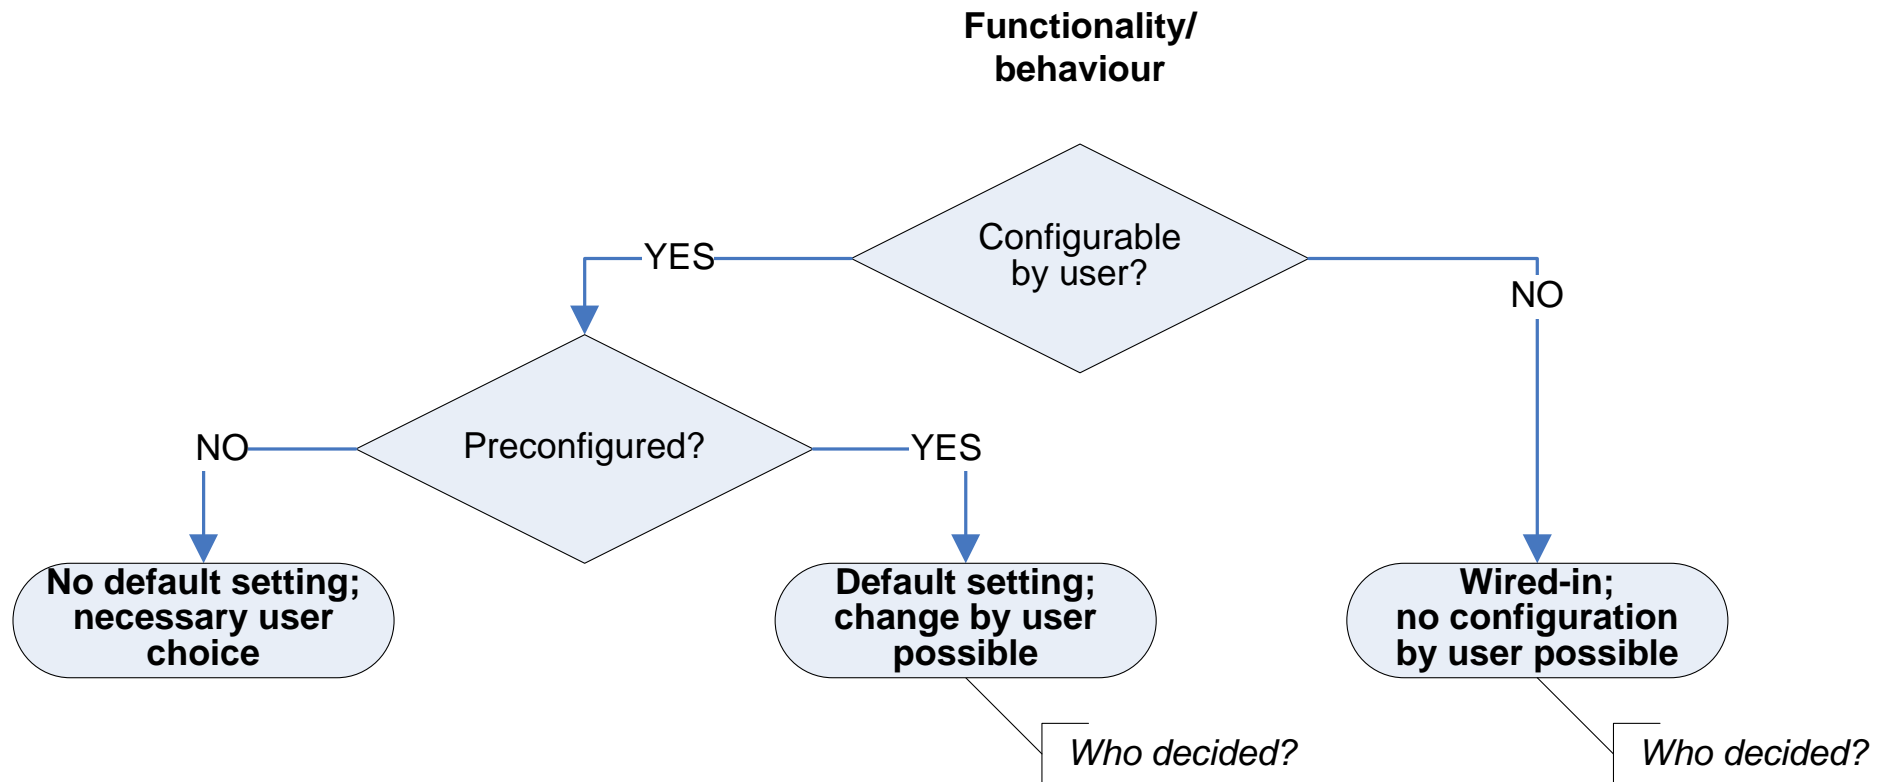 Functionality/
behaviour
Configurable
by user?
YES
NO
Preconfigured?
NO
YES
No default setting;
necessary user
choice
Default setting;
change by user
possible
Wired-in;
no configuration
by user possible
Who decided?
Who decided?